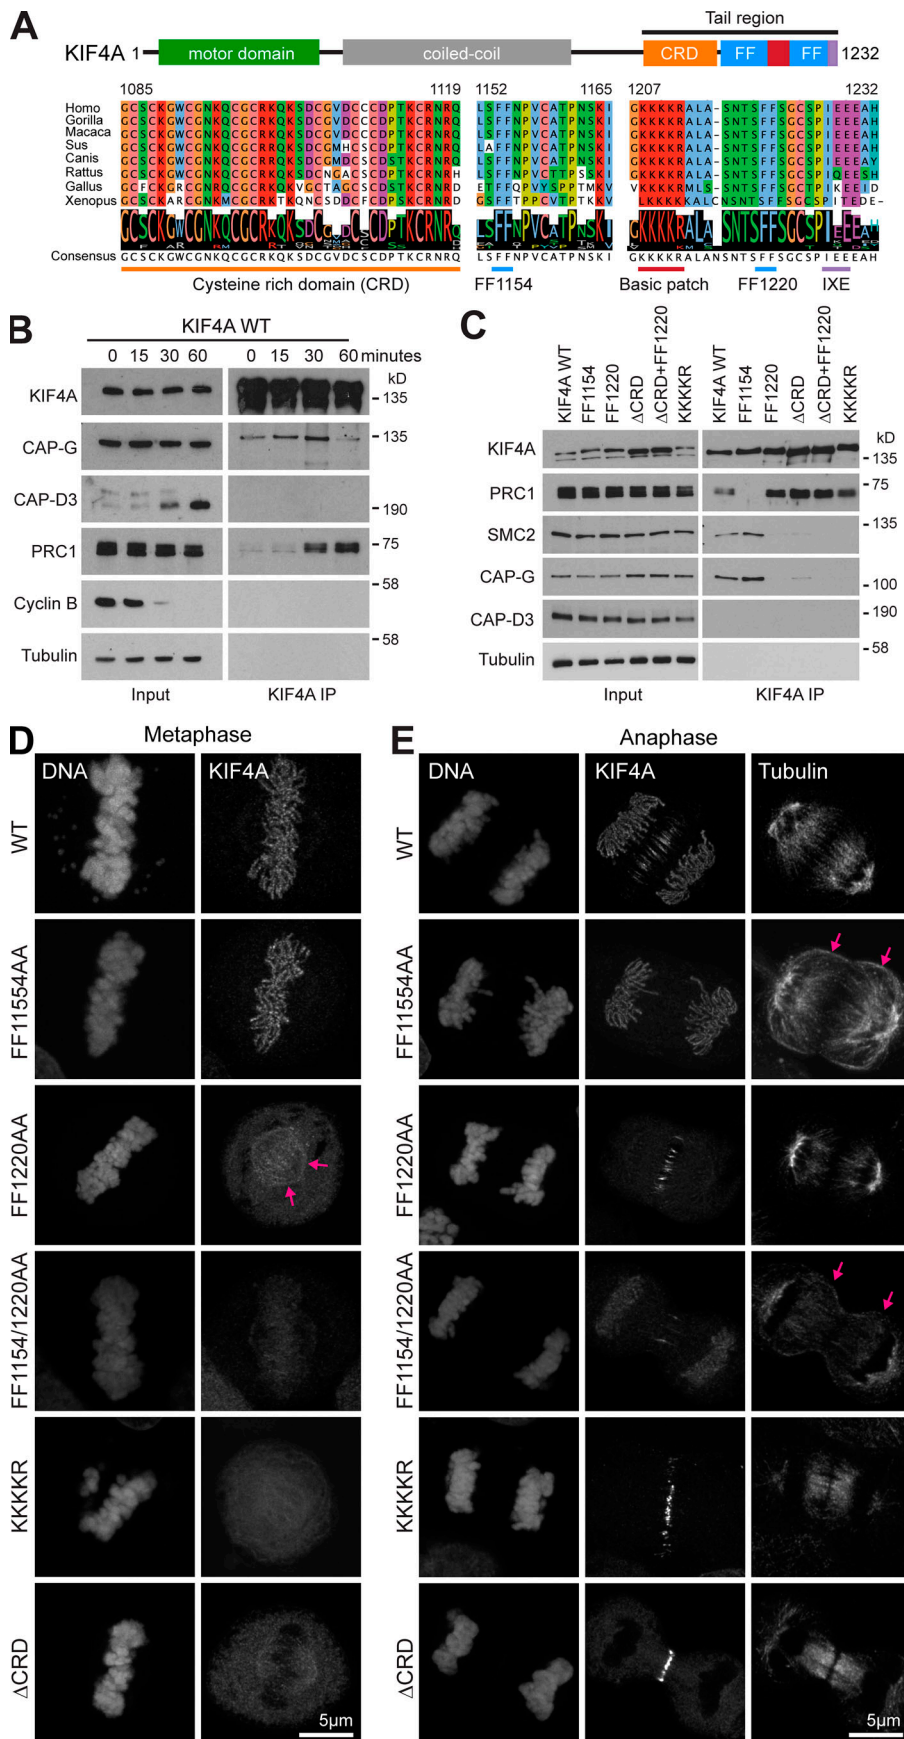 A
Tail region
KIF4A 1
motor domain
coiled-coil
CRD
FF
FF
1232
1085 1119 1152 1165 1207 1232
Homo GCSCKGWCGNKQCGCRKQKSDCGVDCCCDPTKCRNRQ LSFFNPVCATPNSKI GKKKKRALA-SNTSFFSGCSPIEEEAH
Gorilla
Macaca
Sus
Canis
Rattus
Gallus
Xenopus
Consensus GCSCKGWCGNKQCGCRKQKSDCGVDCSCDPTKCRNRQ LSFFNPVCATPNSKI GKKKKRALANSNTSFFSGCSPIEEEAH
Cysteine rich domain (CRD) FF1154 Basic patch FF1220 IXE
B
KIF4A WT
0 15 30 60 0 15 30 60 minutes
kD
KIF4A
135
CAP-G
135
CAP-D3
190
PRC1
75
Cyclin B
58
Tubulin
58
Input KIF4A IP
C
KIF4A WT
FF1154
FF1220
ΔCRD
ΔCRD+FF1220
KKKKR
KIF4A WT
FF1154
FF1220
ΔCRD
ΔCRD+FF1220
KKKKR
kD
KIF4A
135
PRC1
75
SMC2
135
CAP-G
100
CAP-D3
190
Tubulin
58
Input KIF4A IP
D
Metaphase
DNA KIF4A
WT
FF11554AA
FF1220AA
FF1154/1220AA
KKKKR
ΔCRD
5μm
E
Anaphase
DNA KIF4A Tubulin
WT
FF11554AA
FF1220AA
FF1154/1220AA
KKKKR
ΔCRD
5μm